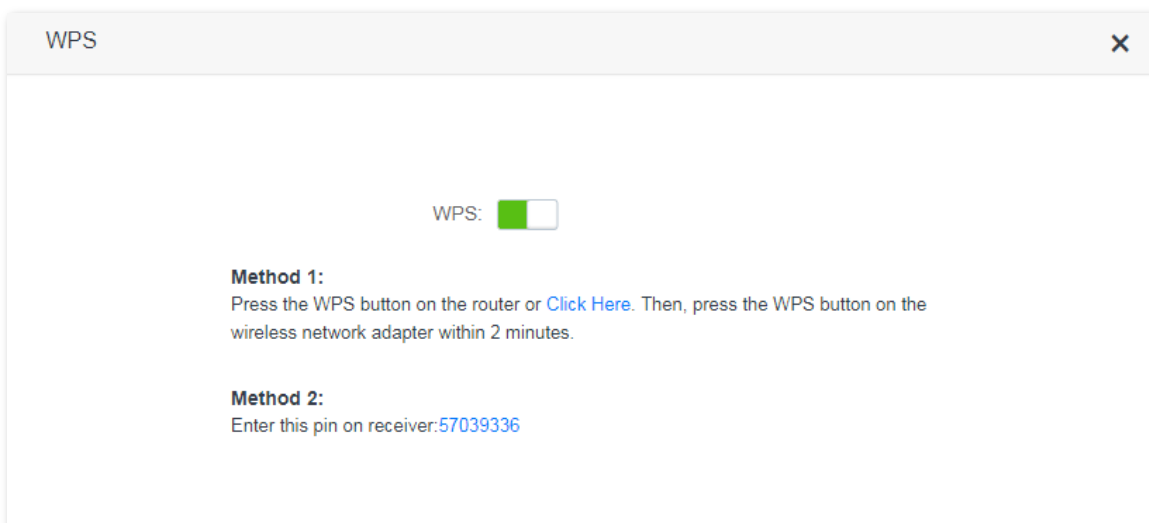 WPS
WPS:
Method 1:
Press the WPS button on the router or Click Here. Then, press the WPS button on the
wireless network adapter within 2 minutes.
Method 2:
Enter this pin on receiver:57039336